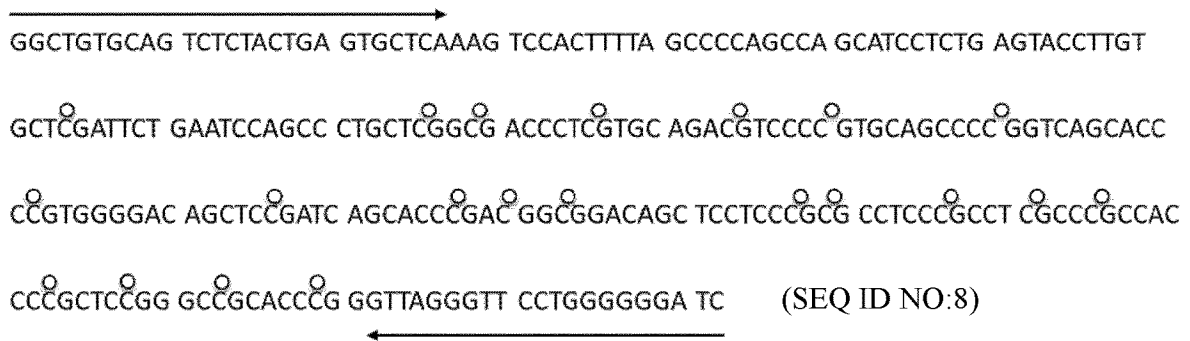 GGCTGTGCAG TCTCTACTGA GTGCTCAAAG TCCACTTTTA GCCCCAGCCA GCATCCTCTG AGTACCTTGT
GCTCGATTCT GAATCCAGCC CTGCTCGGCG ACCCTCGTGC AGACGTCCCC GTGCAGCCCC GGTCAGCACC
CCGTGGGGAC AGCTCCGATC AGCACCCGAC GGCGGACAGC TCCTCCCGCG CCTCCCGCCT CGCCCGCCAC
CCCGCTCCGG GCCGCACCCG GGTTAGGGTT CCTGGGGGGA TC (SEQ ID NO:8)